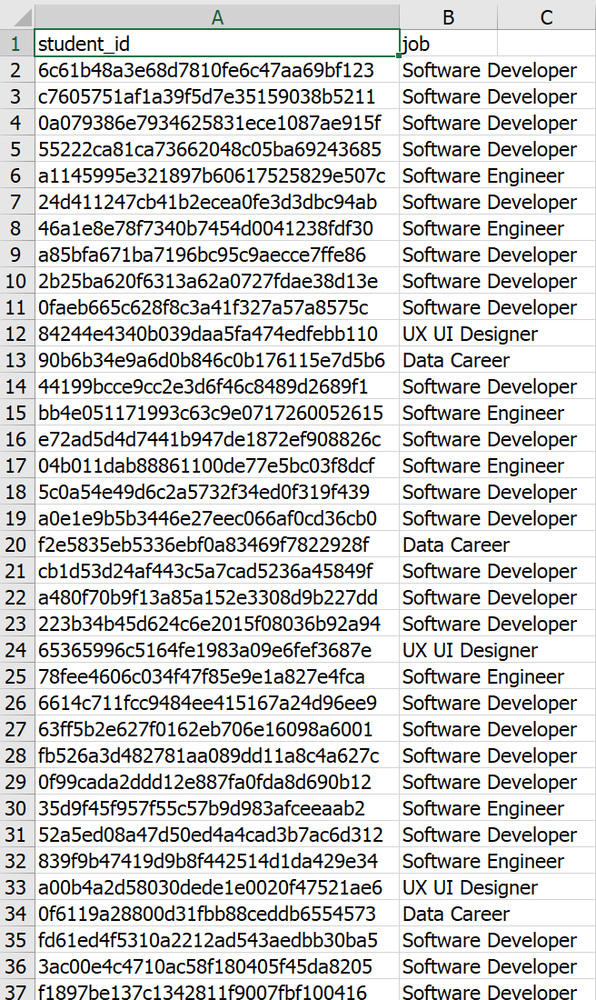 A B C
1 student_id job
2 6c61b48a3e68d7810fe6c47aa69bf123 Software Developer
3 c7605751af1a39f5d7e35159038b5211 Software Developer
4 0a079386e7934625831ece1087ae915f Software Developer
5 55222ca81ca73662048c05ba69243685 Software Developer
6 a1145995e321897b60617525829e507c Software Engineer
7 24d411247cb41b2ecea0fe3d3dbc94ab Software Developer
8 46a1e8e78f7340b7454d0041238fdf30 Software Engineer
9 a85bfa671ba7196bc95c9aecce7ffe86 Software Developer
10 2b25ba620f6313a62a0727fdae38d13e Software Developer
11 0faeb665c628f8c3a41f327a57a8575c Software Developer
12 84244e4340b039daa5fa474edfebb110 UX UI Designer
13 90b6b34e9a6d0b846c0b176115e7d5b6 Data Career
14 44199bcce9cc2e3d6f46c8489d2689f1 Software Developer
15 bb4e051171993c63c9e0717260052615 Software Engineer
16 e72ad5d4d7441b947de1872ef908826c Software Developer
17 04b011dab88861100de77e5bc03f8dcf Software Engineer
18 5c0a54e49d6c2a5732f34ed0f319f439 Software Developer
19 a0e1e9b5b3446e27eec066af0cd36cb0 Software Developer
20 f2e5835eb5336ebf0a83469f7822928f Data Career
21 cb1d53d24af443c5a7cad5236a45849f Software Developer
22 a480f70b9f13a85a152e3308d9b227dd Software Developer
23 223b34b45d624c6e2015f08036b92a94 Software Developer
24 65365996c5164fe1983a09e6fef3687e UX UI Designer
25 78fee4606c034f47f85e9e1a827e4fca Software Engineer
26 6614c711fcc9484ee415167a24d96ee9 Software Developer
27 63ff5b2e627f0162eb706e16098a6001 Software Developer
28 fb526a3d482781aa089dd11a8c4a627c Software Developer
29 0f99cada2ddd12e887fa0fda8d690b12 Software Developer
30 35d9f45f957f55c57b9d983afceeaab2 Software Engineer
31 52a5ed08a47d50ed4a4cad3b7ac6d312 Software Developer
32 839f9b47419d9b8f442514d1da429e34 Software Engineer
33 a00b4a2d58030dede1e0020f47521ae6 UX UI Designer
34 0f6119a28800d31fbb88ceddb6554573 Data Career
35 fd61ed4f5310a2212ad543aedbb30ba5 Software Developer
36 3ac00e4c4710ac58f180405f45da8205 Software Developer
37 f1897be137c1342811f9007fbf100416 Software Developer